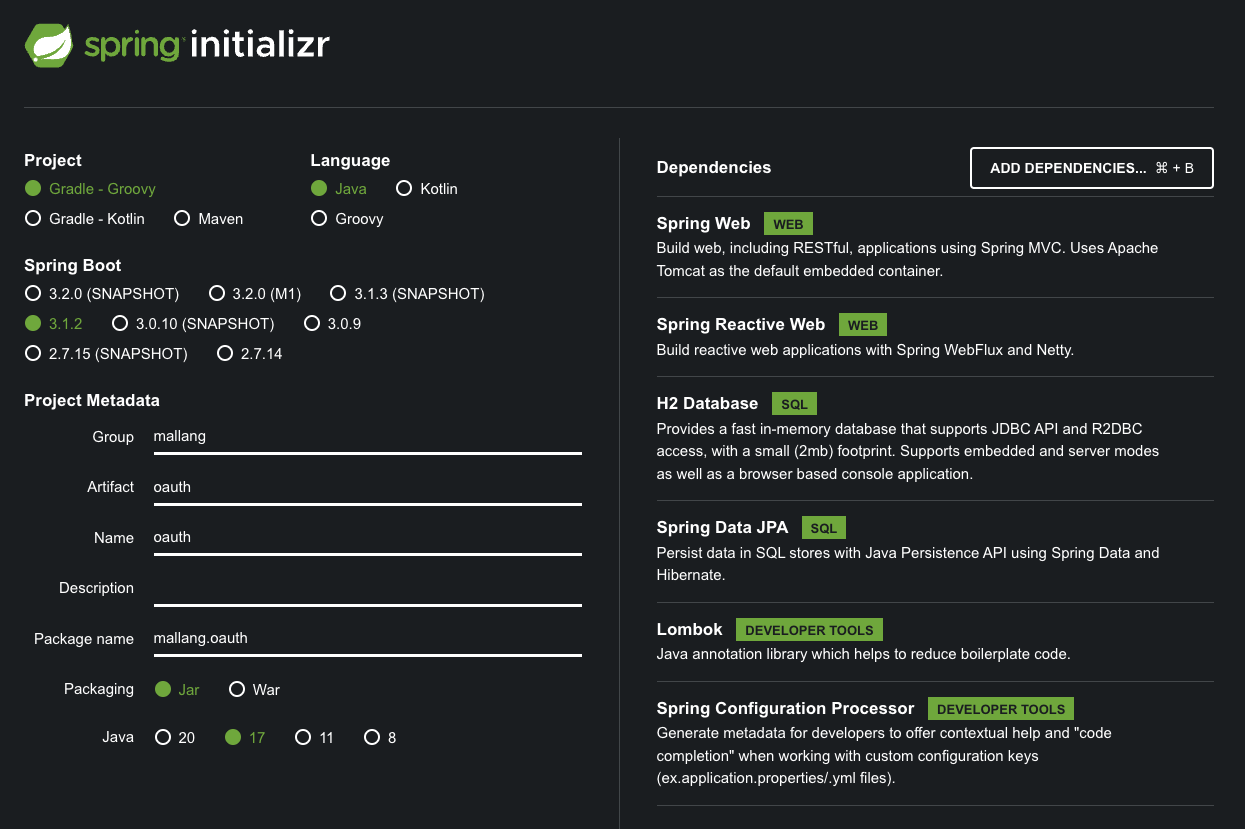 spring initializr
Project
Gradle - Groovy
Gradle - Kotlin Maven
Language
Java Kotlin
Groovy
Spring Boot
3.2.0 (SNAPSHOT) 3.2.0 (M1) 3.1.3 (SNAPSHOT)
3.1.2 3.0.10 (SNAPSHOT) 3.0.9
2.7.15 (SNAPSHOT) 2.7.14
Project Metadata
Group mallang
Artifact oauth
Name oauth
Description
Package name mallang.oauth
Packaging Jar War
Java 20 17 11 8
Dependencies
ADD DEPENDENCIES... ⌘ + B
Spring Web WEB
Build web, including RESTful, applications using Spring MVC. Uses Apache
Tomcat as the default embedded container.
Spring Reactive Web WEB
Build reactive web applications with Spring WebFlux and Netty.
H2 Database SQL
Provides a fast in-memory database that supports JDBC API and R2DBC
access, with a small (2mb) footprint. Supports embedded and server modes
as well as a browser based console application.
Spring Data JPA SQL
Persist data in SQL stores with Java Persistence API using Spring Data and
Hibernate.
Lombok DEVELOPER TOOLS
Java annotation library which helps to reduce boilerplate code.
Spring Configuration Processor DEVELOPER TOOLS
Generate metadata for developers to offer contextual help and "code
completion" when working with custom configuration keys
(ex.application.properties/.yml files).